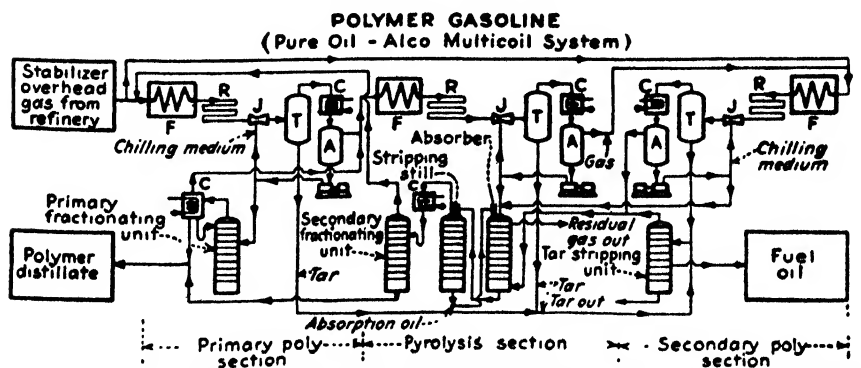 POLYMER GASOLINE
(Pure Oil - Alco Multicoil System)
Stabilizer
overhead
gas from
refinery
F
R
J
T
C
A
Chilling medium
F
R
J
T
C
A
Gas
Absorber
Stripping
still
C
C
A
T
J
R
F
Chilling
medium
Primary
fractionating
unit
C
Secondary
fractionating
unit
Residual
gas out
Tar stripping
unit
Polymer
distillate
Tar
Tar
Tar out
Fuel
oil
Absorption oil
Primary poly
section
Pyrolysis section
Secondary poly
section